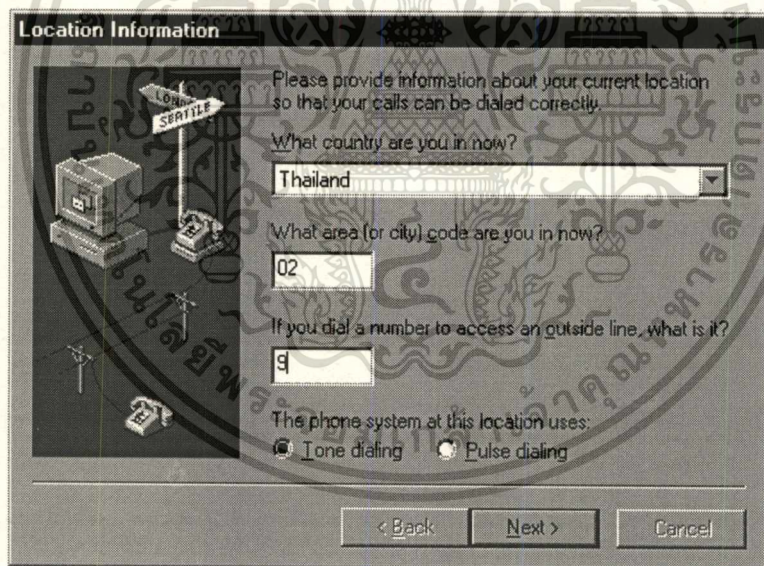 Location Information
LONDON
SEATTLE
Please provide information about your current location
so that your calls can be dialed correctly.
What country are you in now?
Thailand
What area (or city) code are you in now?
02
If you dial a number to access an outside line, what is it?
9
The phone system at this location uses:
Tone dialing
Pulse dialing
< Back
Next >
Cancel